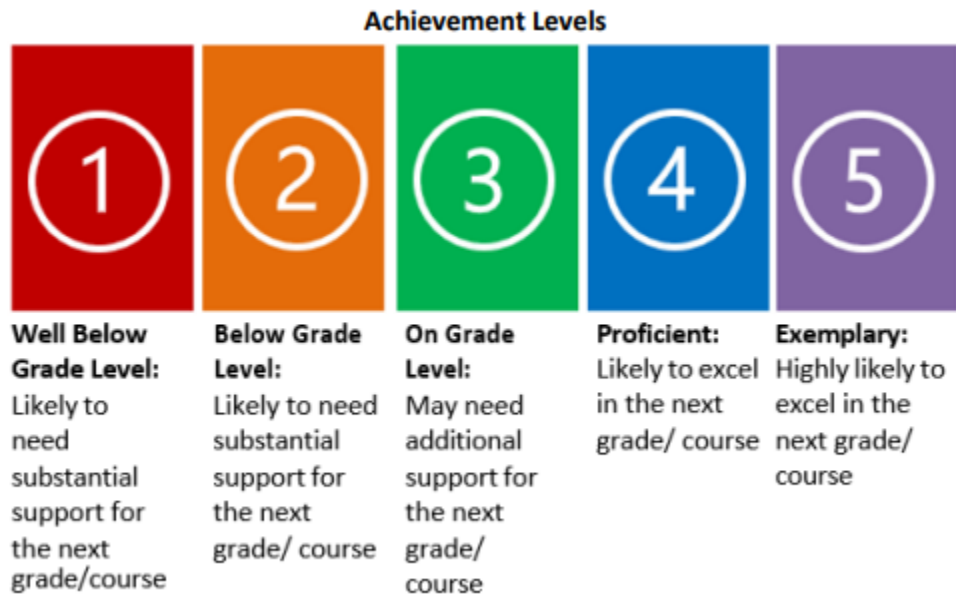 Achievement Levels
1
2
3
4
5
Well Below
Grade Level:
Likely to
need
substantial
support for
the next
grade/course
Below Grade
Level:
Likely to need
substantial
support for
the next
grade/ course
On Grade
Level:
May need
additional
support for
the next
grade/
course
Proficient:
Likely to excel
in the next
grade/ course
Exemplary:
Highly likely to
excel in the
next grade/
course